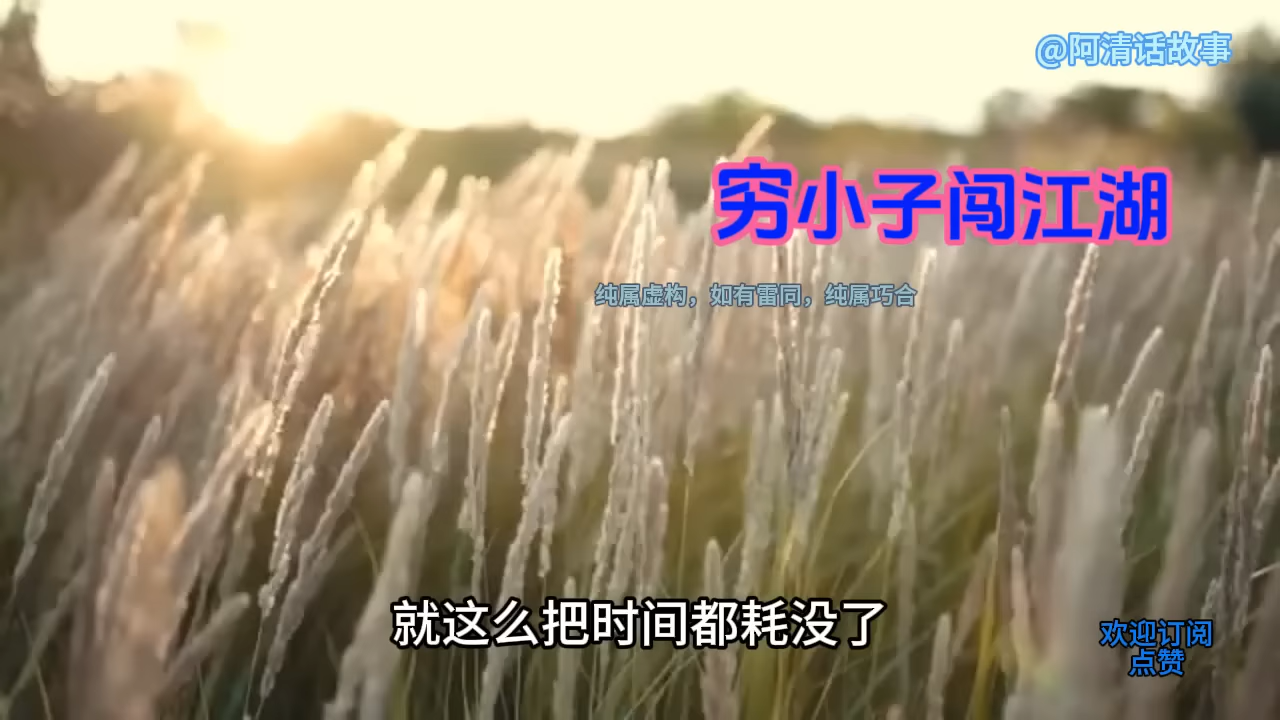 @阿清话故事
穷小子闯江湖
纯属虚构，如有雷同，纯属巧合
就这么把时间都耗没了
欢迎订阅
点赞